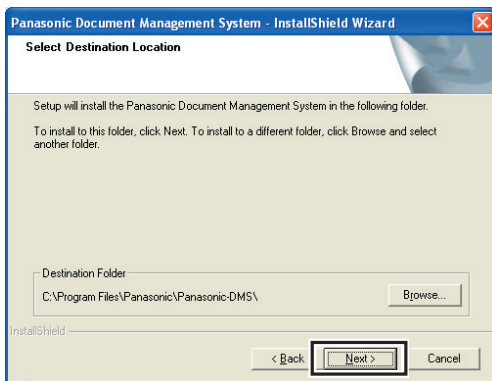 Panasonic Document Management System - InstallShield Wizard
Select Destination Location
Setup will install the Panasonic Document Management System in the following folder.
To install to this folder, click Next. To install to a different folder, click Browse and select
another folder.
Destination Folder
C:\Program Files\Panasonic\Panasonic-DMS\
Browse...
InstallShield
< Back
Next >
Cancel